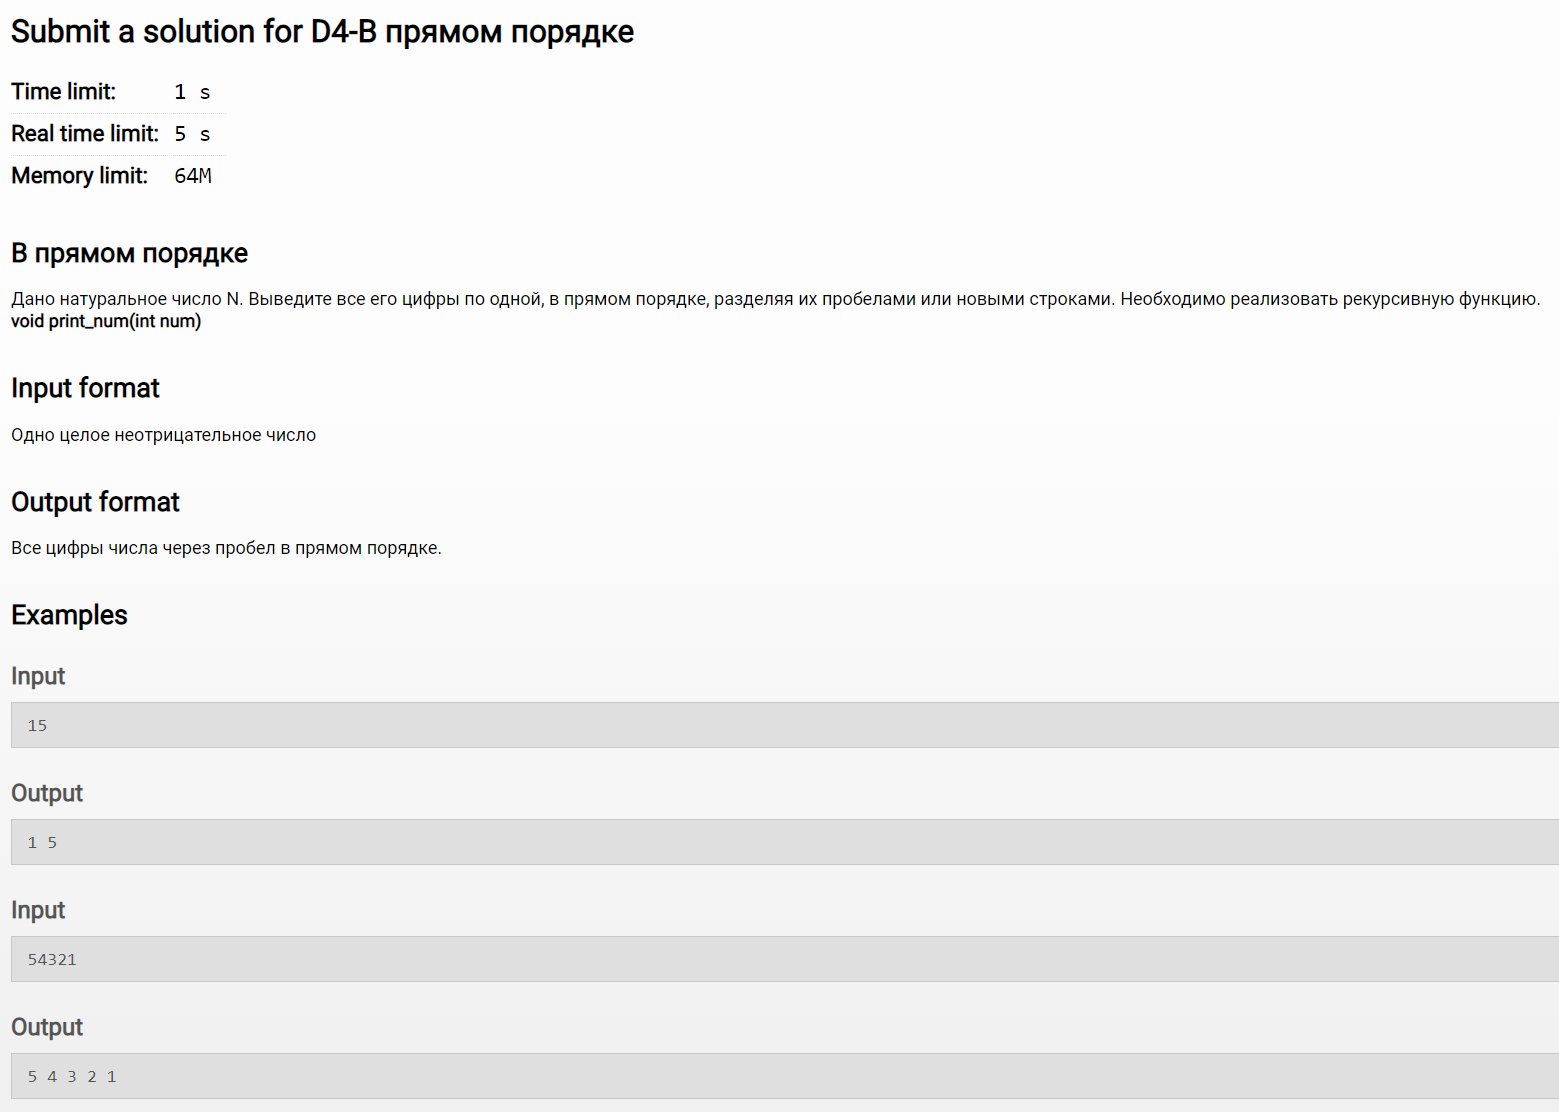 Submit a solution for D4-В прямом порядке
Time limit: 1 s
Real time limit: 5 s
Memory limit: 64M
В прямом порядке
Дано натуральное число N. Выведите все его цифры по одной, в прямом порядке, разделяя их пробелами или новыми строками. Необходимо реализовать рекурсивную функцию.
void print_num(int num)
Input format
Одно целое неотрицательное число
Output format
Все цифры числа через пробел в прямом порядке.
Examples
Input
15
Output
1 5
Input
54321
Output
5 4 3 2 1